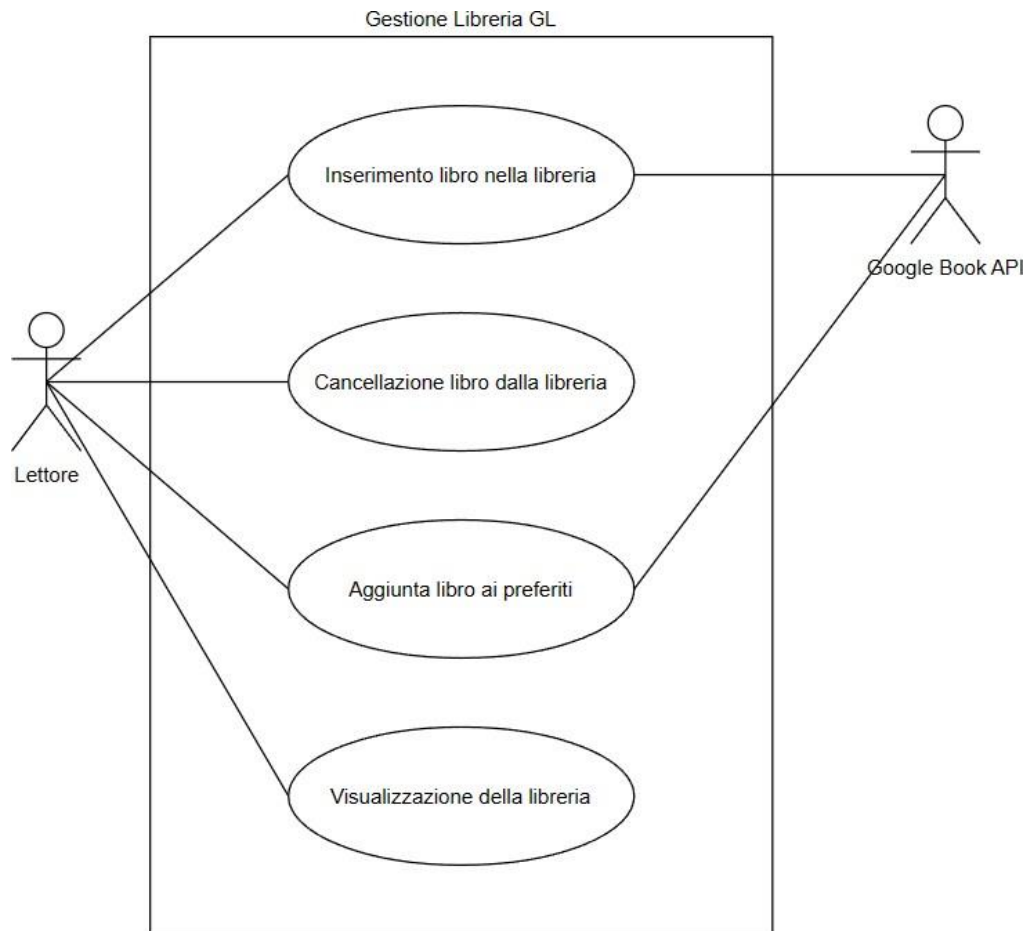 Gestione Libreria GL
Inserimento libro nella libreria
Google Book API
Cancellazione libro dalla libreria
Lettore
Aggiunta libro ai preferiti
Visualizzazione della libreria